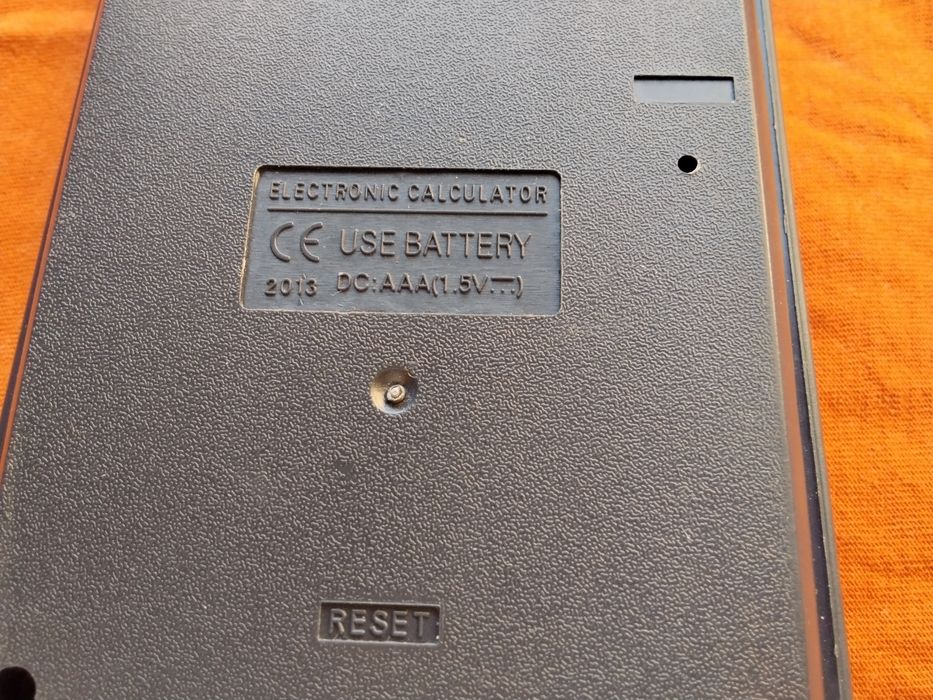 ELECTRONIC CALCULATOR
CE USE BATTERY
2013 DC:AAA(1.5V⎓)
RESET